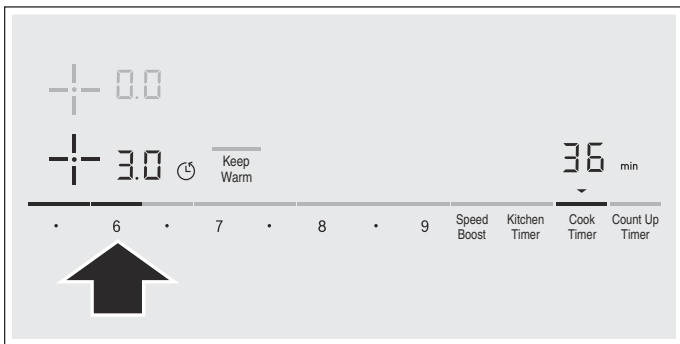 0.0
3.0 Keep Warm 36 min
· 6 · 7 · 8 · 9 Speed Boost Kitchen Timer Cook Timer Count Up Timer